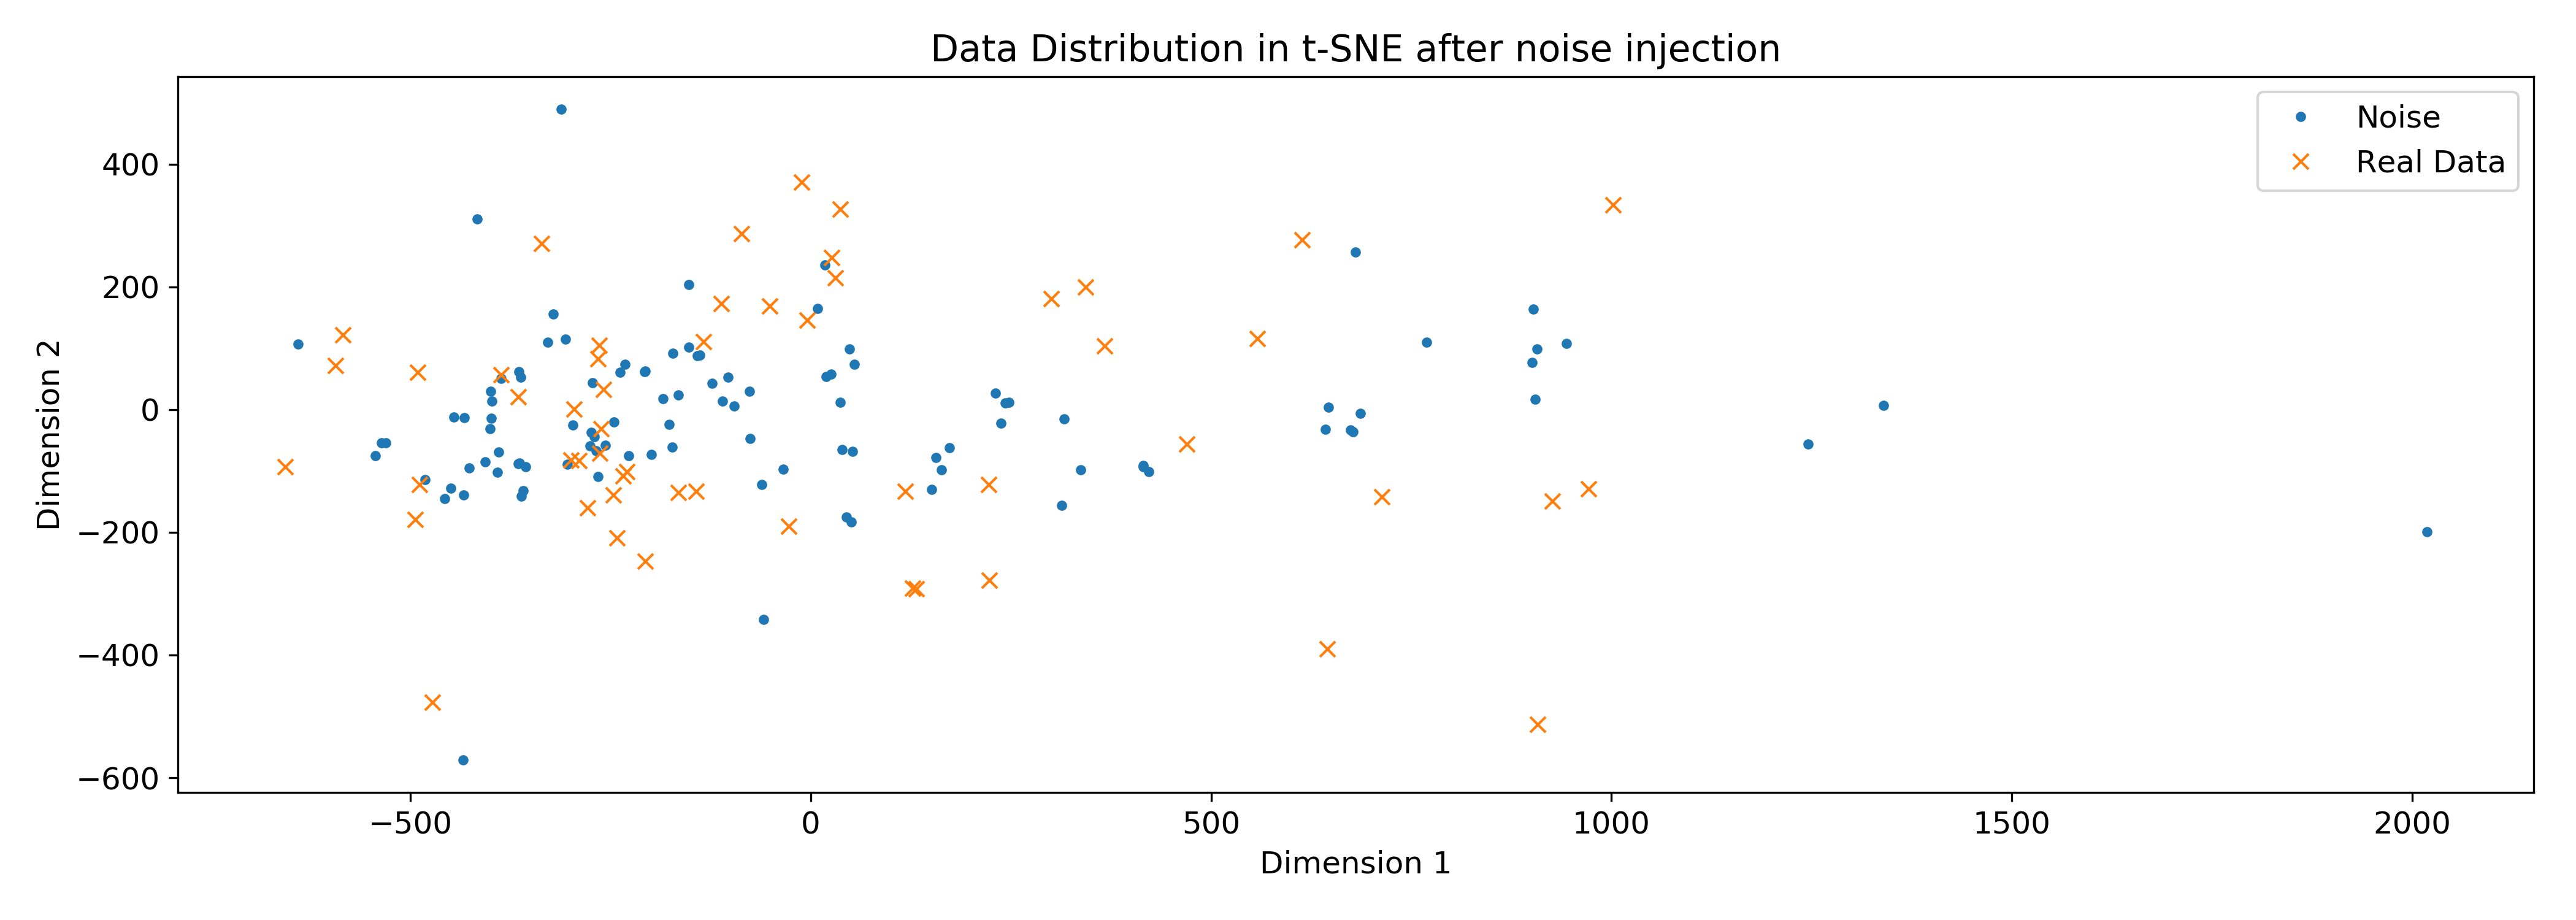 Data Distribution in t-SNE after noise injection
Noise
Real Data
400
200
0
−200
−400
−600
Dimension 2
−500
0
500
1000
1500
2000
Dimension 1